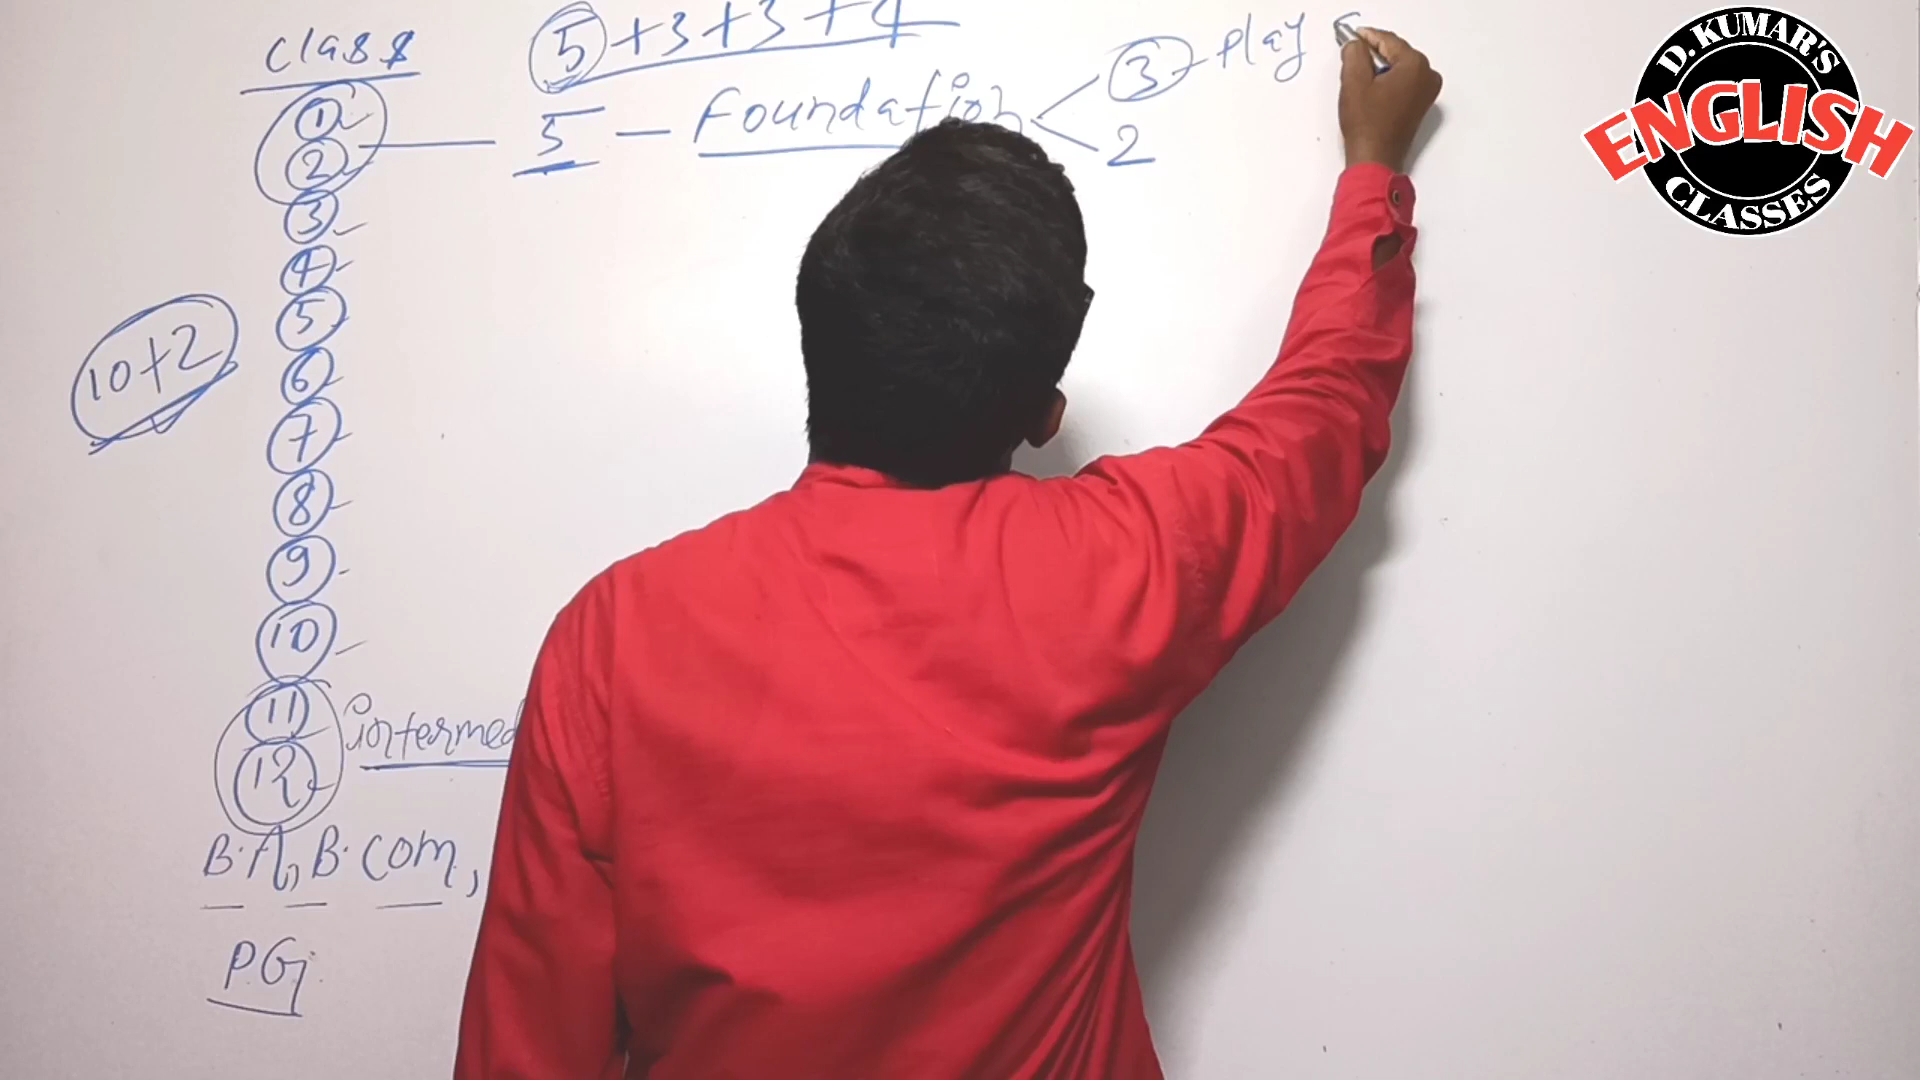 class
5+3+3+4
1
2
5 - Foundation
3 - Play
2
3
4
5
10+2
6
7
8
9
10
11
intermed
12
B.A, B.com,
P.G.
D.KUMAR'S
ENGLISH
CLASSES